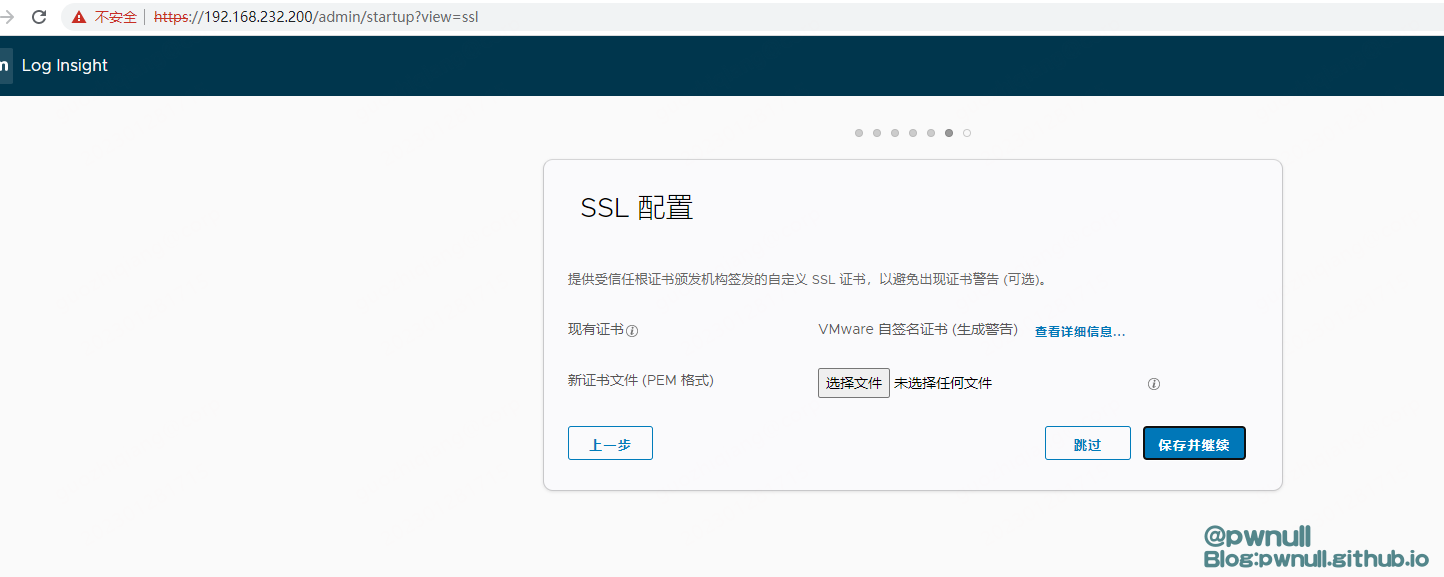 不安全 https://192.168.232.200/admin/startup?view=ssl
m Log Insight
SSL 配置
提供受信任根证书颁发机构签发的自定义 SSL 证书，以避免出现证书警告 (可选)。
现有证书 VMware 自签名证书 (生成警告) 查看详细信息...
新证书文件 (PEM 格式) 选择文件 未选择任何文件
上一步 跳过 保存并继续
@pwnull
Blog:pwnull.github.io